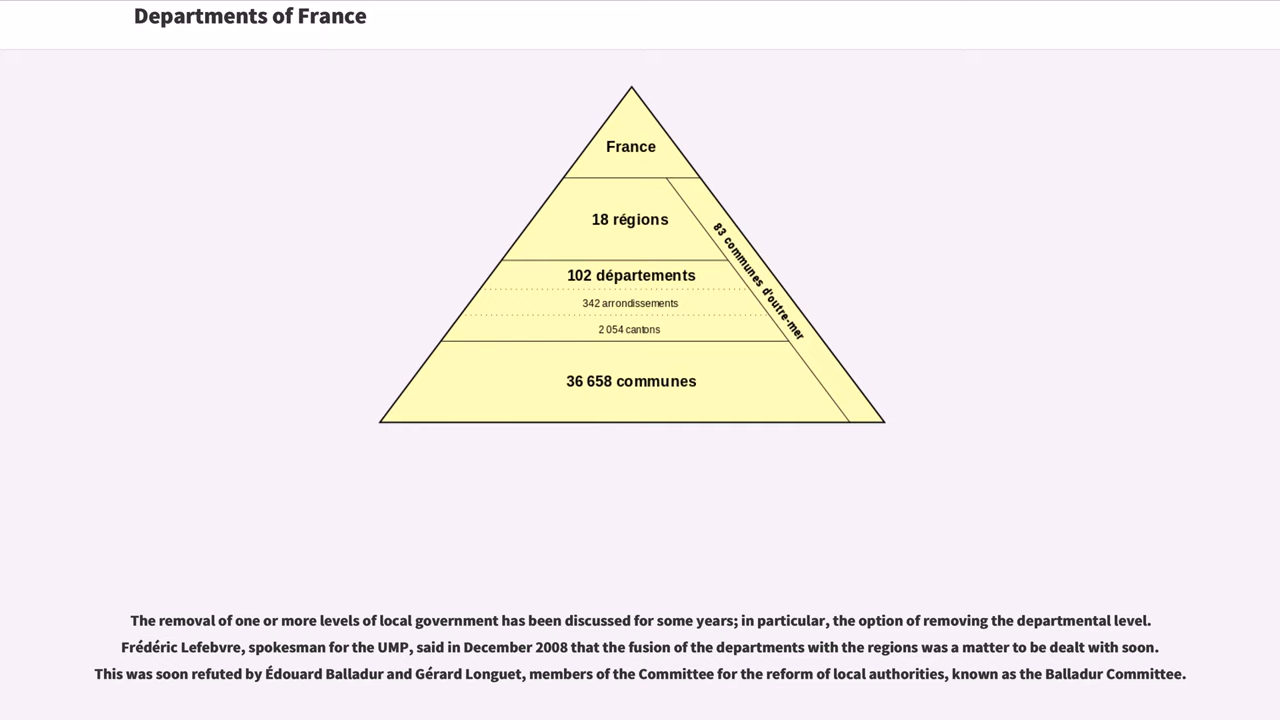 Departments of France
France
18 régions
83 communes d'outre-mer
102 départements
342 arrondissements
2 054 cantons
36 658 communes
The removal of one or more levels of local government has been discussed for some years; in particular, the option of removing the departmental level.
Frédéric Lefebvre, spokesman for the UMP, said in December 2008 that the fusion of the departments with the regions was a matter to be dealt with soon.
This was soon refuted by Édouard Balladur and Gérard Longuet, members of the Committee for the reform of local authorities, known as the Balladur Committee.